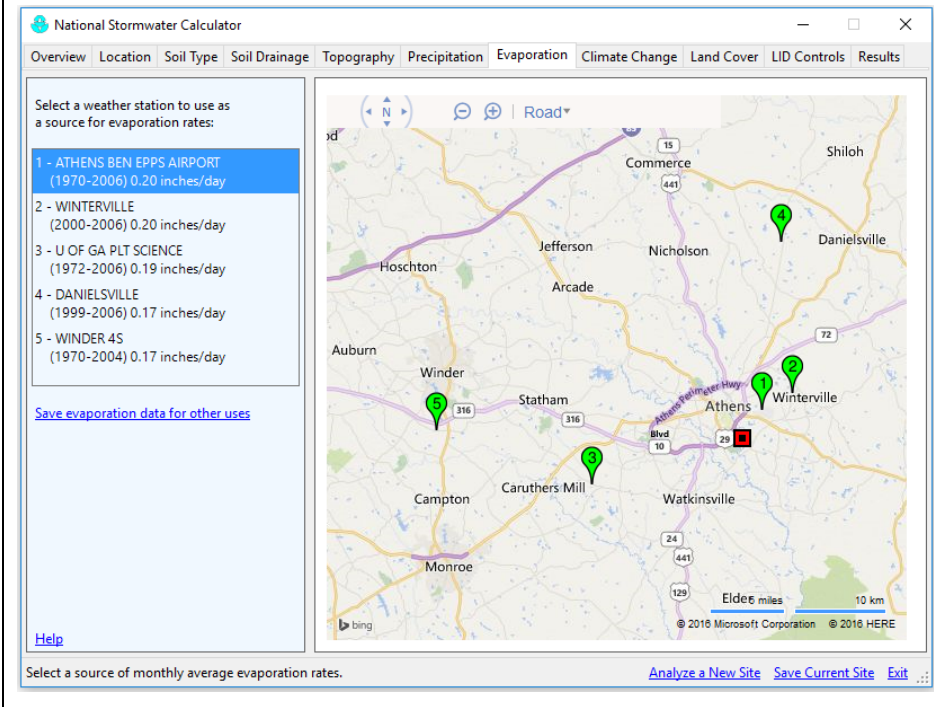 National Stormwater Calculator
Overview Location Soil Type Soil Drainage Topography Precipitation Evaporation Climate Change Land Cover LID Controls Results
Select a weather station to use as
a source for evaporation rates:
1 - ATHENS BEN EPPS AIRPORT
(1970-2006) 0.20 inches/day
2 - WINTERVILLE
(2000-2006) 0.20 inches/day
3 - U OF GA PLT SCIENCE
(1972-2006) 0.19 inches/day
4 - DANIELSVILLE
(1999-2006) 0.17 inches/day
5 - WINDER 4S
(1970-2004) 0.17 inches/day
Save evaporation data for other uses
Help
N
Road
15
Commerce
441
Shiloh
4
Danielsville
Jefferson
Nicholson
Hoschton
Arcade
72
Auburn
Winder
2
1
Winterville
Athens Perimeter Hwy
Athens
5
316
Statham
316
Blvd
10
29
3
Caruthers Mill
Campton
Watkinsville
24
441
Monroe
129
miles
10 km
bing
© 2016 Microsoft Corporation © 2016 HERE
Select a source of monthly average evaporation rates.
Analyze a New Site Save Current Site Exit